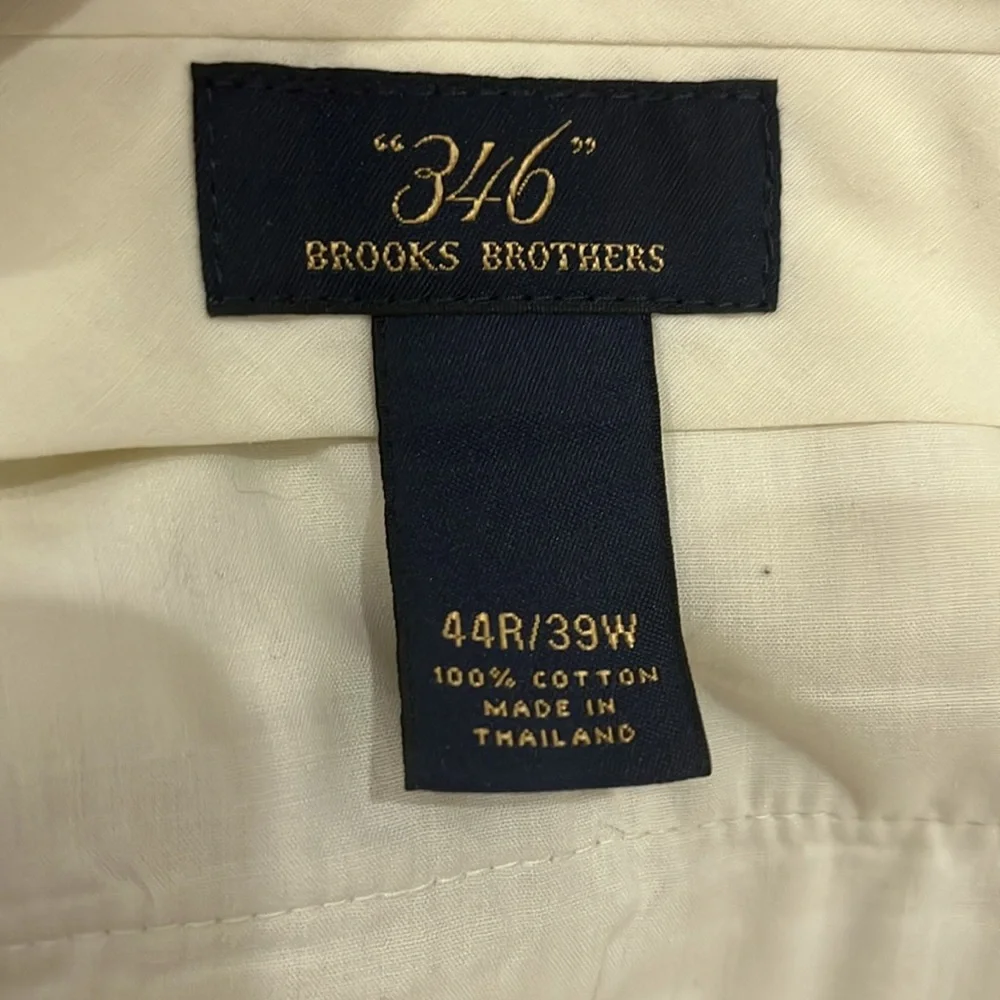 “346”
BROOKS BROTHERS
44R/39W
100% COTTON
MADE IN
THAILAND